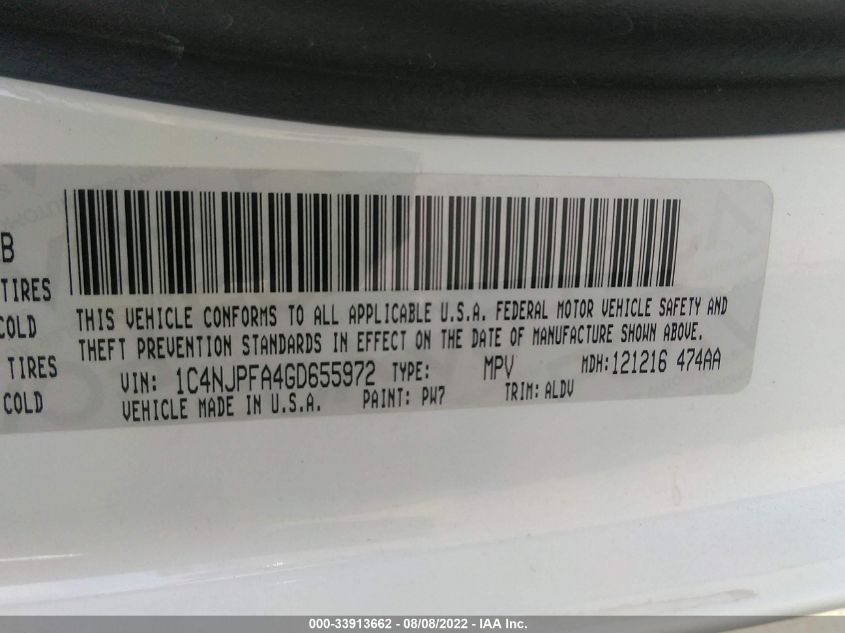 B
TIRES
COLD
TIRES
COLD
THIS VEHICLE CONFORMS TO ALL APPLICABLE U.S.A. FEDERAL MOTOR VEHICLE SAFETY AND
THEFT PREVENTION STANDARDS IN EFFECT ON THE DATE OF MANUFACTURE SHOWN ABOVE.
VIN: 1C4NJPFA4GD655972 TYPE: MPV MDH: 121216 474AA
VEHICLE MADE IN U.S.A. PAINT: PW7 TRIM: ALDV
000-33913662 - 08/08/2022 - IAA Inc.